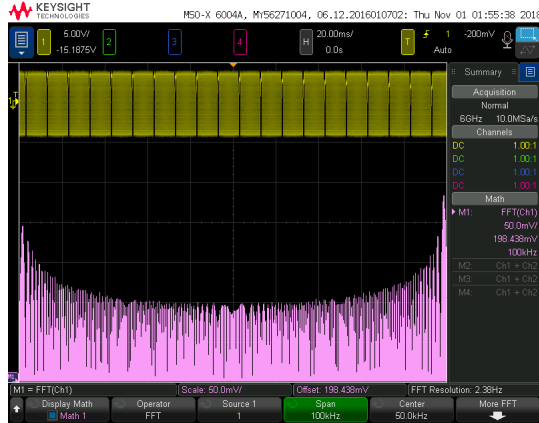 KEYSIGHT
TECHNOLOGIES
MSO-X 6004A, MY56271004, 06.12.2016010702: Thu Nov 01 01:55:38 2018
1 5.00V/ 2 3 4 H 20.00ms/ T 1 -200mV
-15.1875V 0.0s Auto
Summary
Acquisition
Normal
6GHz 10.0MSa/s
Channels
DC 1.00:1
DC 1.00:1
DC 1.00:1
DC 1.00:1
Math
M1: FFT(Ch1)
50.0mV/
198.438mV
100kHz
M2: Ch1 + Ch2
M3: Ch1 + Ch2
M4: Ch1 + Ch2
M1 = FFT(Ch1) Scale: 50.0mV/ Offset: 198.438mV FFT Resolution: 2.38Hz
Display Math Operator Source 1 Span Center More FFT
Math 1 FFT 1 100kHz 50.0kHz